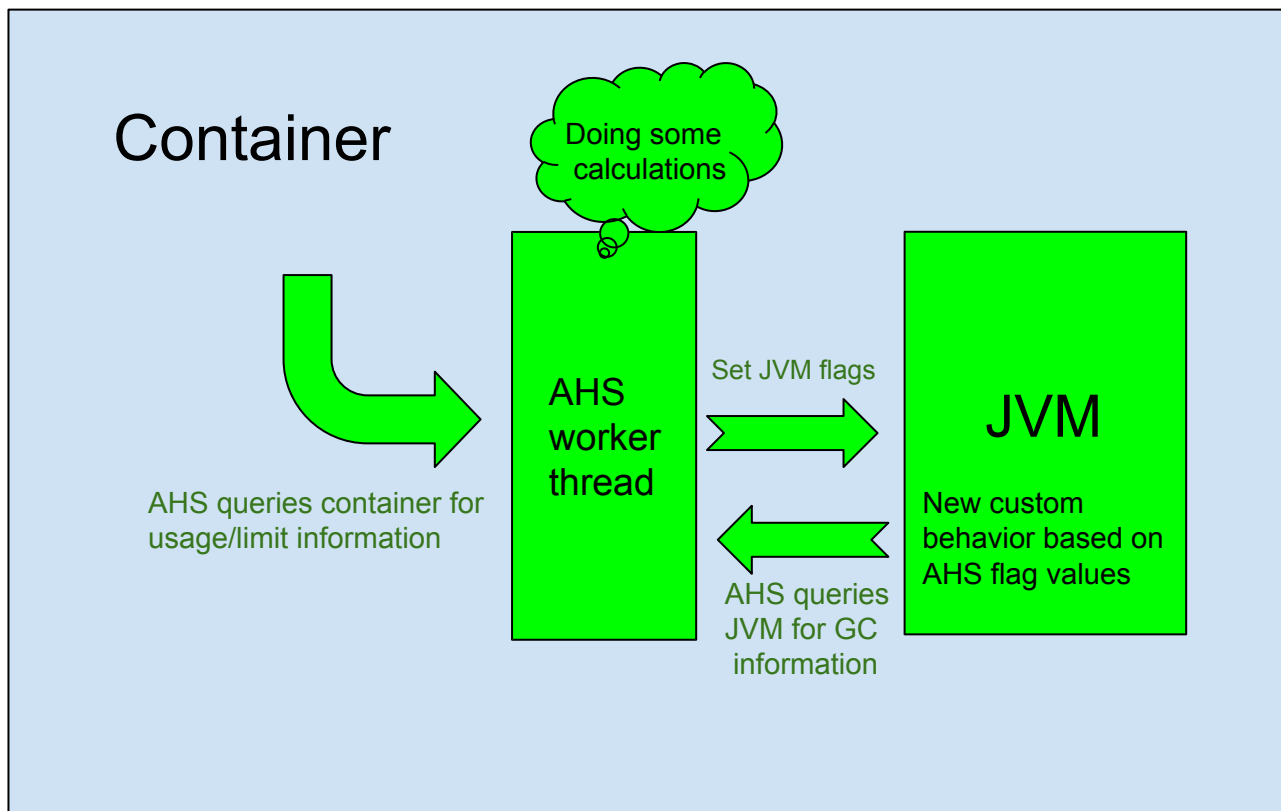 Container
Doing some
calculations
AHS
worker
thread
Set JVM flags
JVM
AHS queries container for
usage/limit information
New custom
behavior based on
AHS flag values
AHS queries
JVM for GC
information